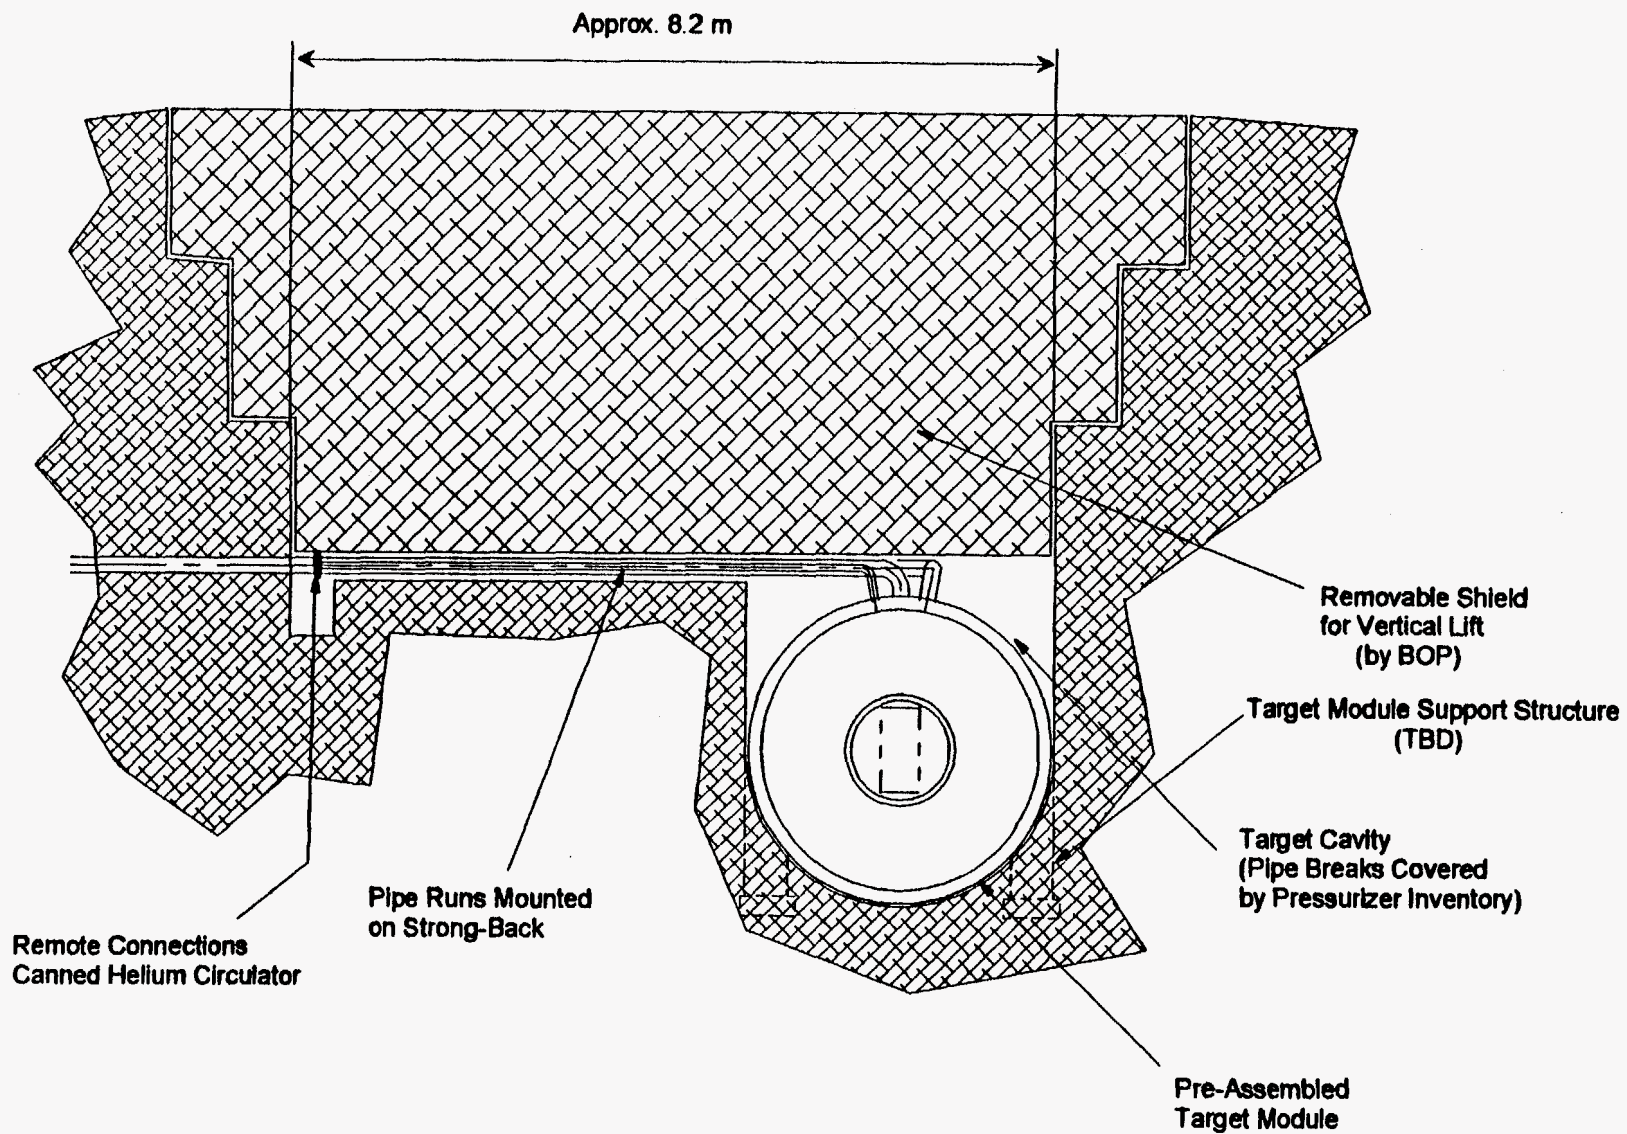 Approx. 8.2 m
Removable Shield
for Vertical Lift
(by BOP)
Target Module Support Structure
(TBD)
Target Cavity
(Pipe Breaks Covered
by Pressurizer Inventory)
Pipe Runs Mounted
on Strong-Back
Remote Connections
Canned Helium Circulator
Pre-Assembled
Target Module